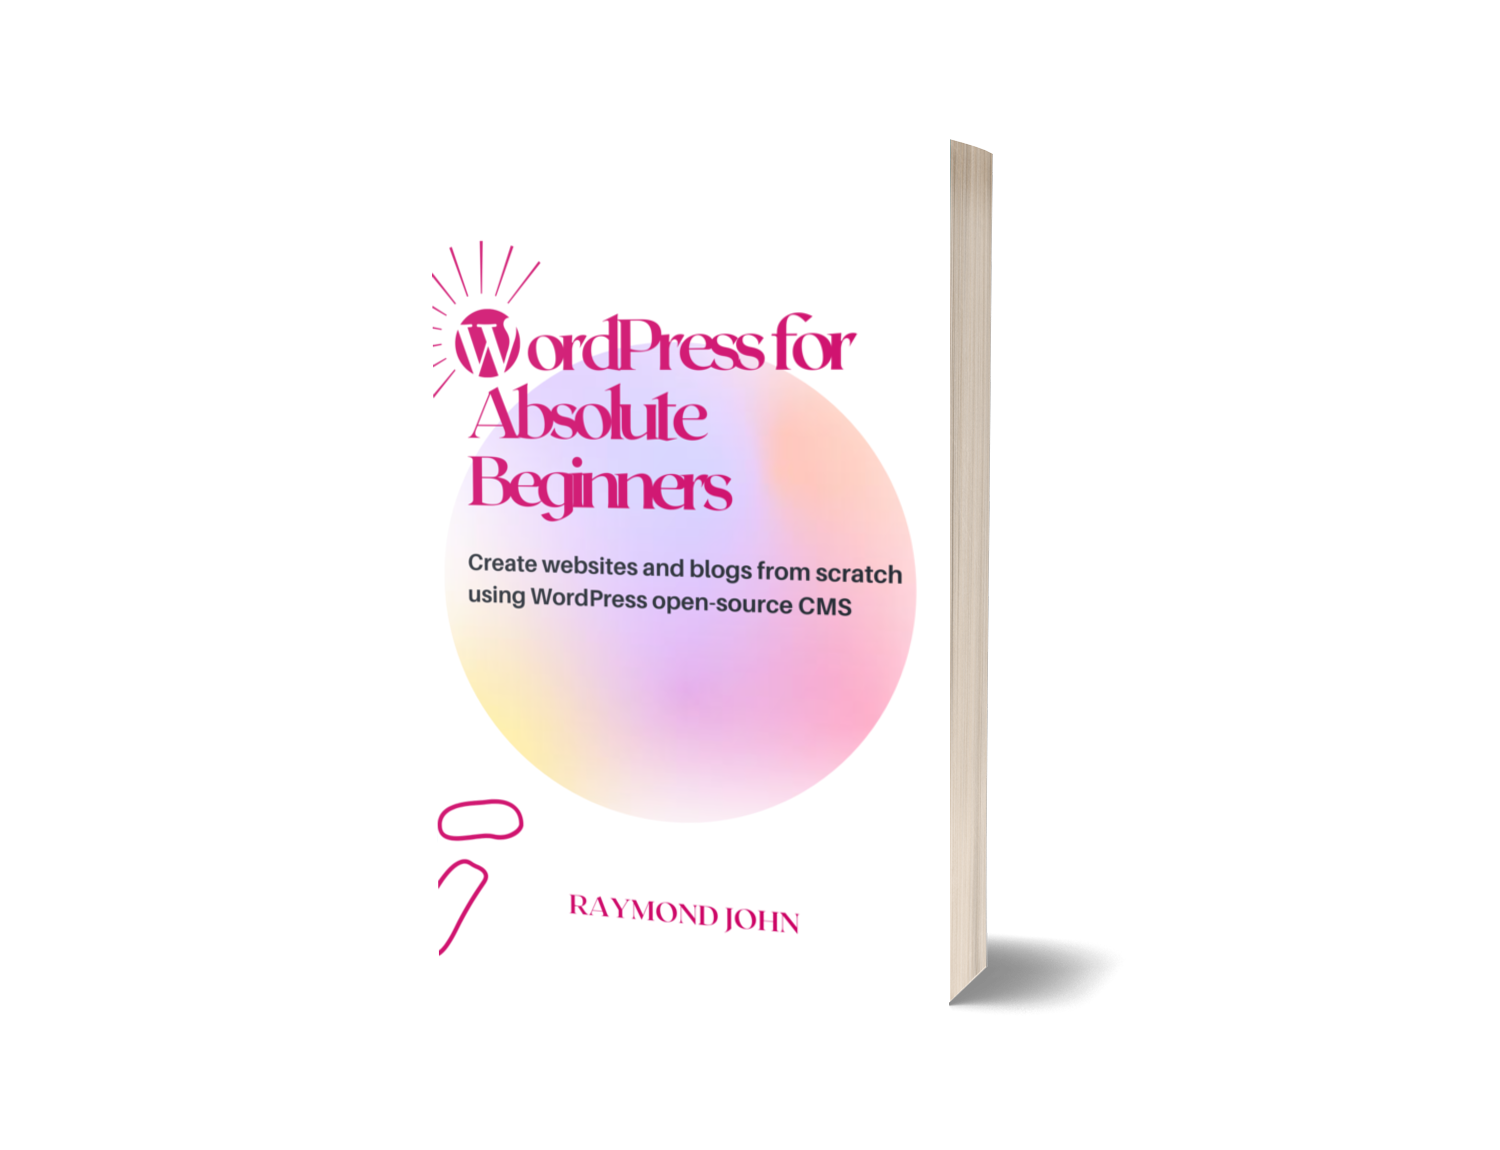 WordPress for
Absolute
Beginners
Create websites and blogs from scratch
using WordPress open-source CMS
RAYMOND JOHN